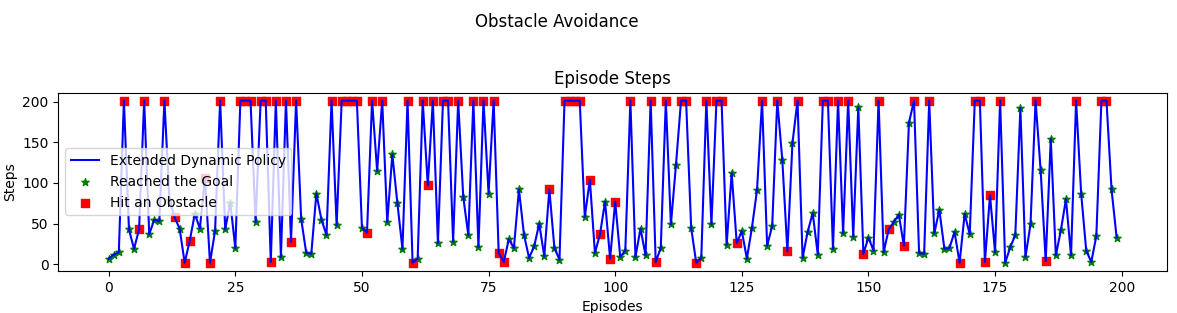 Obstacle Avoidance
Episode Steps
200
150
100
50
0
Steps
Extended Dynamic Policy
Reached the Goal
Hit an Obstacle
0 25 50 75 100 125 150 175 200
Episodes